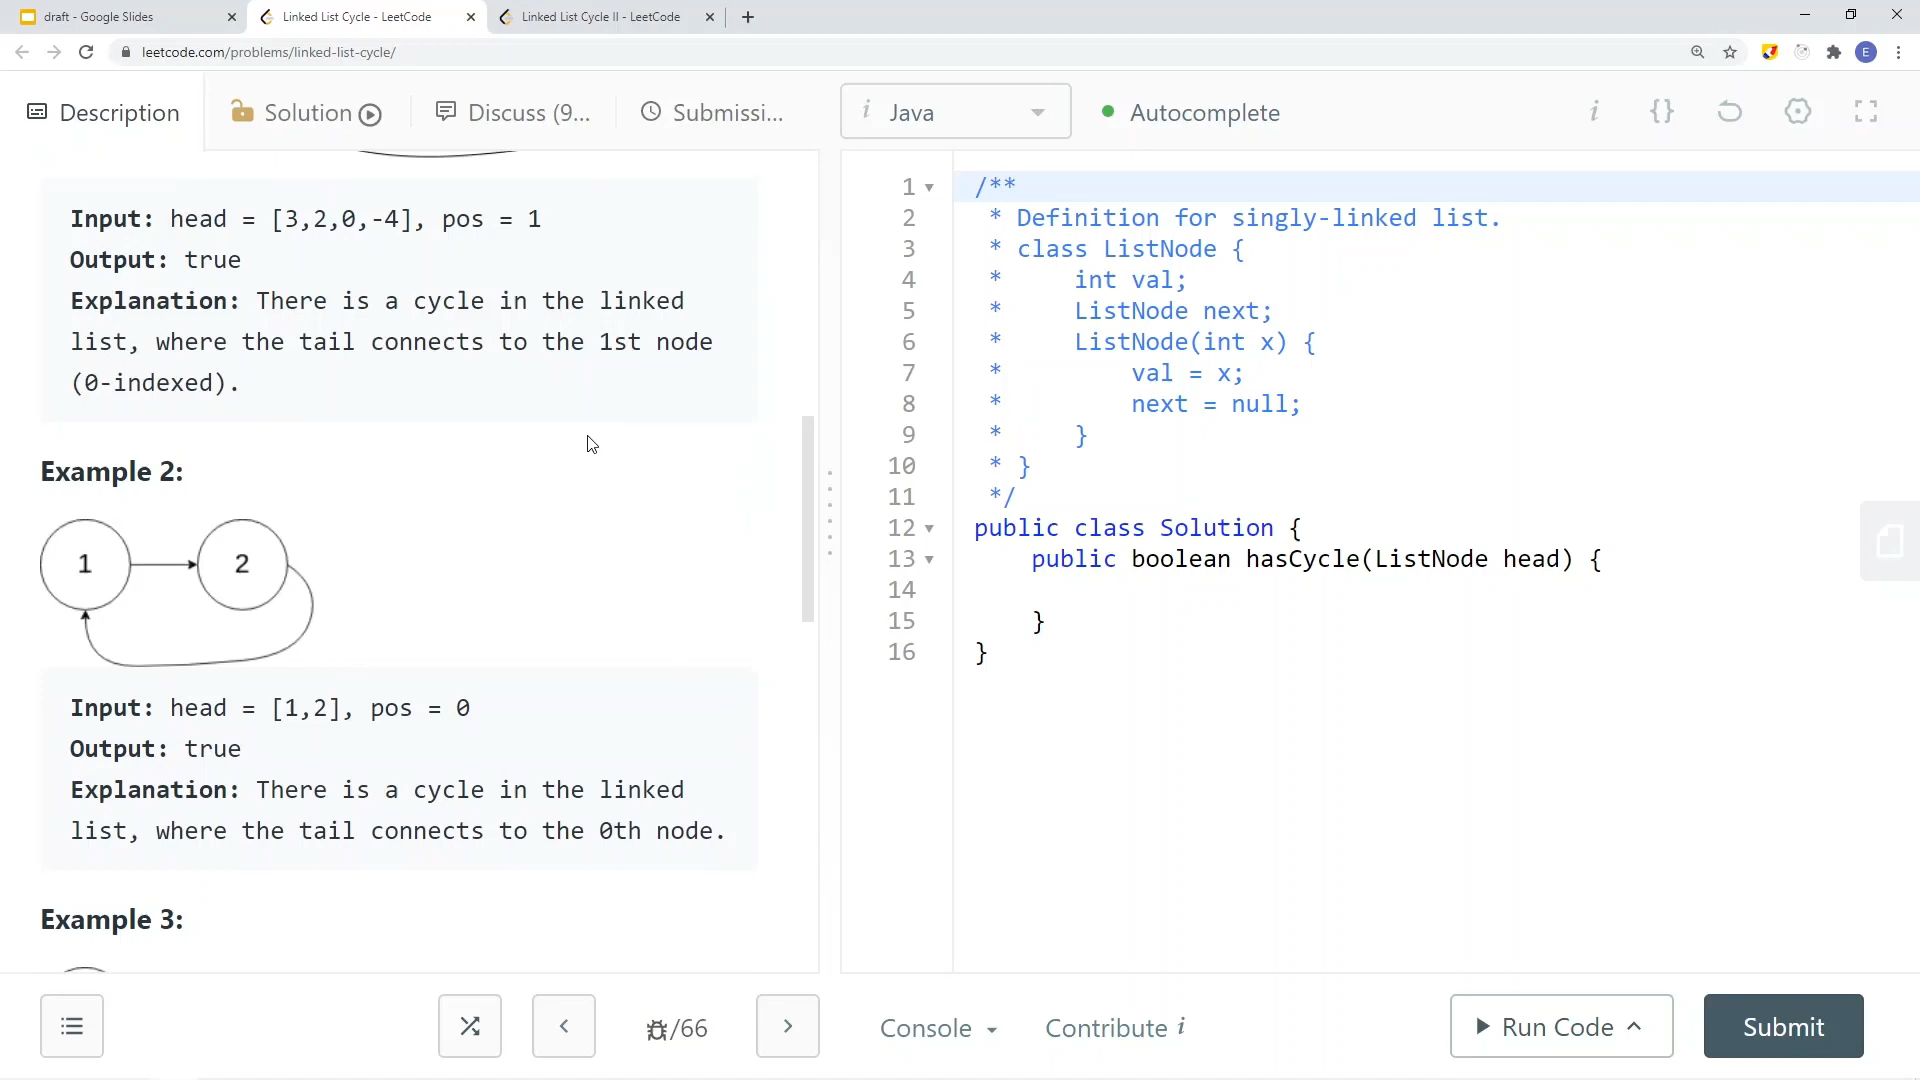 draft - Google Slides
Linked List Cycle - LeetCode
Linked List Cycle II - LeetCode
leetcode.com/problems/linked-list-cycle/
E
Description
Solution
Discuss (9...
Submissi...
i Java
Autocomplete
i {}
Input: head = [3,2,0,-4], pos = 1
Output: true
Explanation: There is a cycle in the linked
list, where the tail connects to the 1st node
(0-indexed).
Example 2:
1 2
Input: head = [1,2], pos = 0
Output: true
Explanation: There is a cycle in the linked
list, where the tail connects to the 0th node.
Example 3:
1 /**
2 * Definition for singly-linked list.
3 * class ListNode {
4 *     int val;
5 *     ListNode next;
6 *     ListNode(int x) {
7 *         val = x;
8 *         next = null;
9 *     }
10 * }
11 */
12 public class Solution {
13     public boolean hasCycle(ListNode head) {
14
15     }
16 }
/66
Console
Contribute i
Run Code
Submit